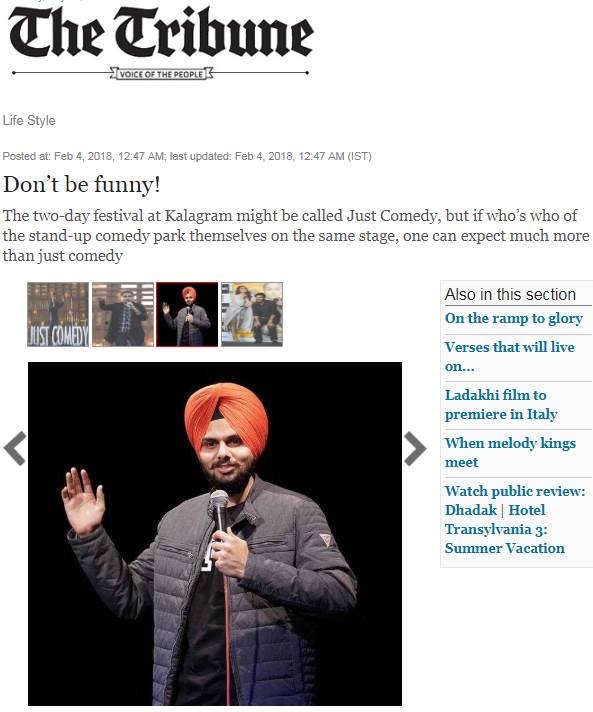 The Tribune
VOICE OF THE PEOPLE
Life Style
Posted at: Feb 4, 2018, 12:47 AM; last updated: Feb 4, 2018, 12:47 AM (IST)
Don’t be funny!
The two-day festival at Kalagram might be called Just Comedy, but if who’s who of
the stand-up comedy park themselves on the same stage, one can expect much more
than just comedy
JUST COMEDY
Also in this section
On the ramp to glory
Verses that will live
on...
Ladakhi film to
premiere in Italy
When melody kings
meet
Watch public review:
Dhadak | Hotel
Transylvania 3:
Summer Vacation